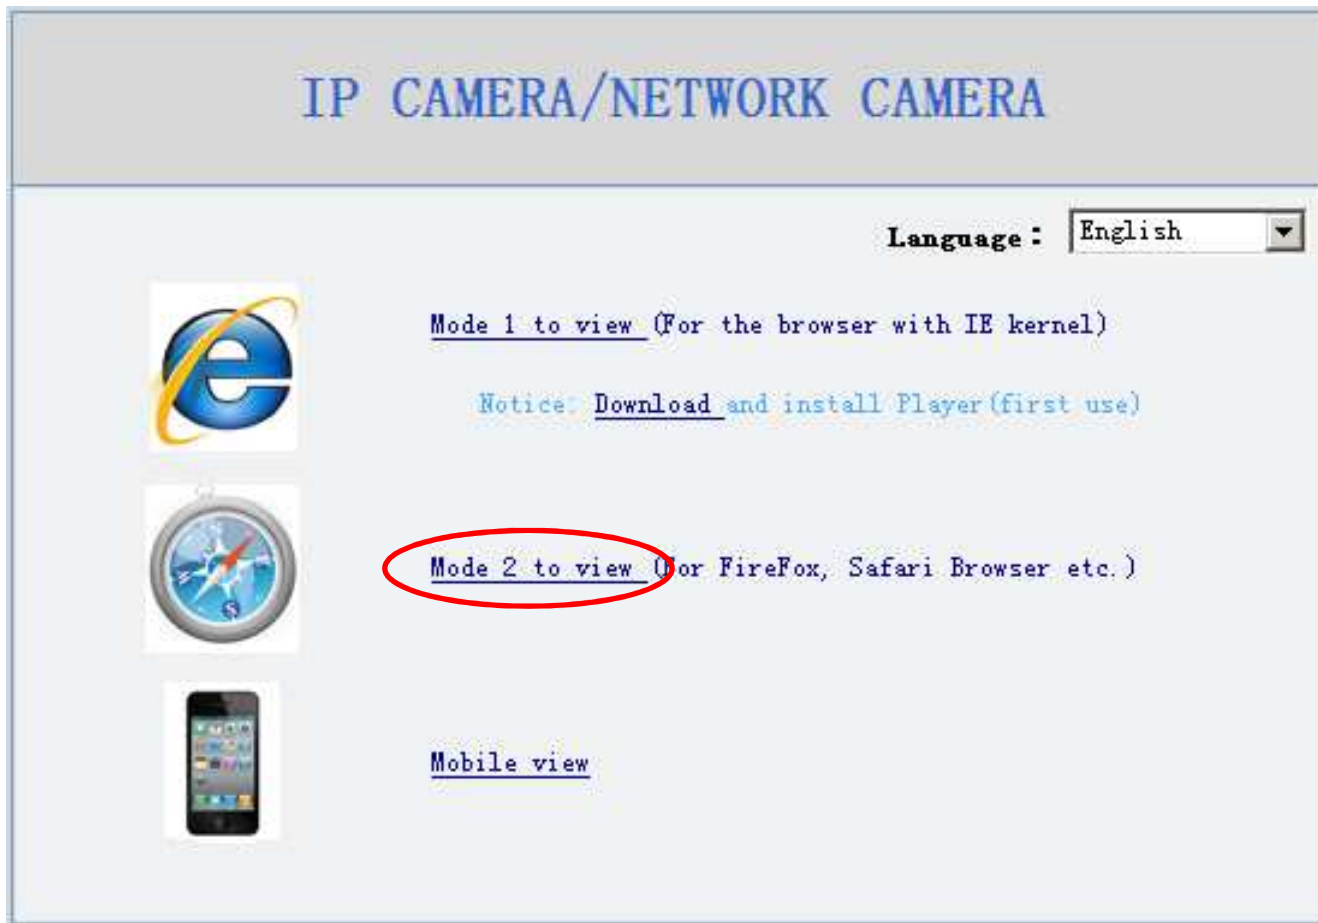 IP CAMERA/NETWORK CAMERA
Language: English
Mode 1 to view (For the browser with IE kernel)
Notice: Download and install Player(first use)
Mode 2 to view (For FireFox, Safari Browser etc.)
Mobile view